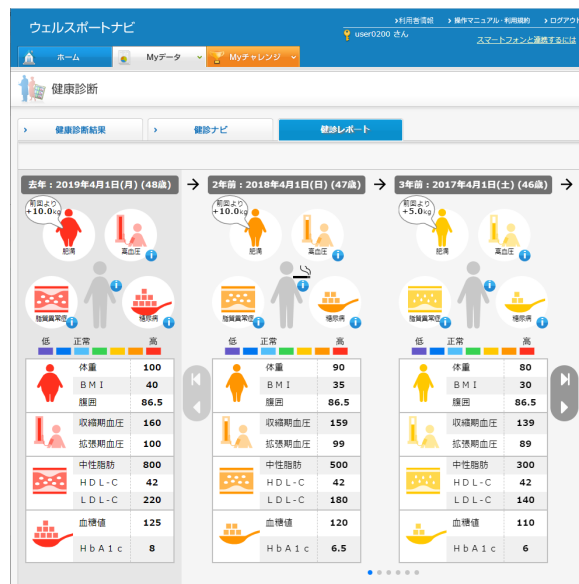 ウェルスポートナビ
>利用者情報 > 操作マニュアル・利用規約 > ログアウト
user0200 さん スマートフォンと連携するには
ホーム Myデータ Myチャレンジ
健康診断
健康診断結果 健診ナビ 健診レポート
去年：2019年4月1日(月) (48歳) → 2年前：2018年4月1日(日) (47歳) → 3年前：2017年4月1日(土) (46歳) →
前回より 前回より 前回より
+10.0kg +10.0kg +5.0kg
肥満 高血圧 肥満 高血圧 肥満 高血圧
脂質異常症 糖尿病 脂質異常症 糖尿病 脂質異常症 糖尿病
低 正常 高 低 正常 高 低 正常 高
体重 100 体重 90 体重 80
BMI 40 BMI 35 BMI 30
腹囲 86.5 腹囲 86.5 腹囲 86.5
収縮期血圧 160 収縮期血圧 159 収縮期血圧 139
拡張期血圧 100 拡張期血圧 99 拡張期血圧 89
中性脂肪 800 中性脂肪 500 中性脂肪 300
HDL-C 42 HDL-C 42 HDL-C 42
LDL-C 220 LDL-C 180 LDL-C 140
血糖値 125 血糖値 120 血糖値 110
HbA1c 8 HbA1c 6.5 HbA1c 6